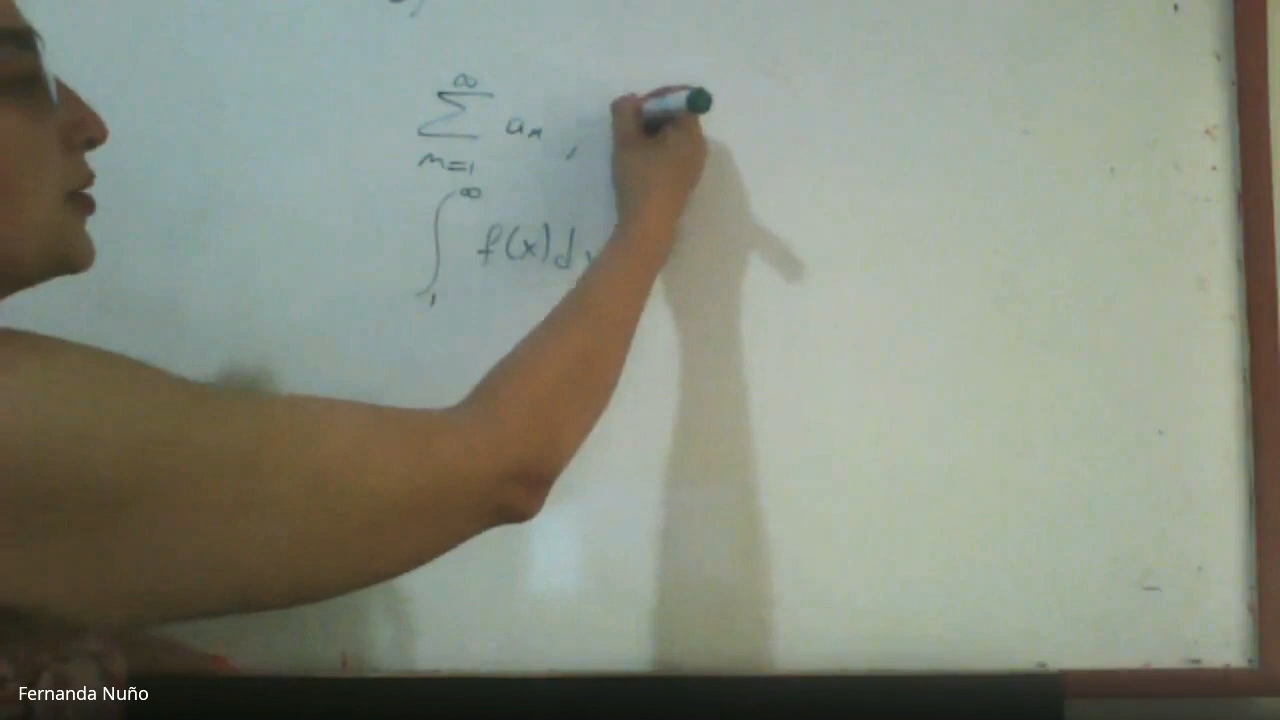 ∞
∑ aₙ ,
n=1
∞
∫ f(x)dx
1
Fernanda Nuño